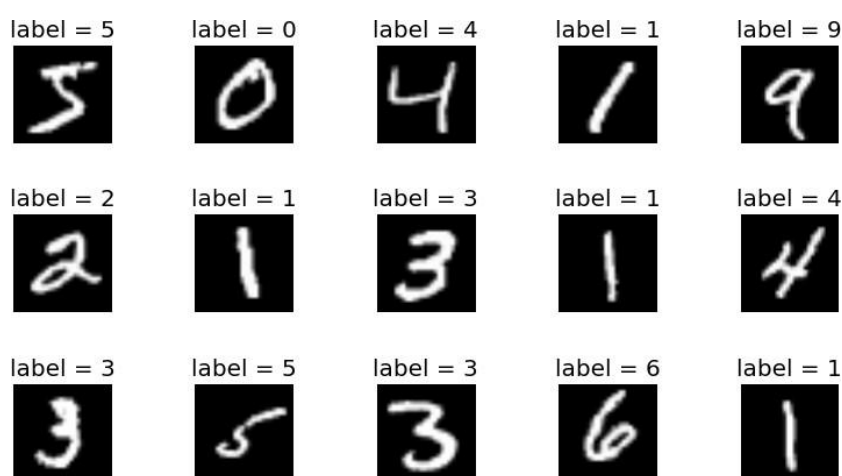 label = 5 label = 0 label = 4 label = 1 label = 9
5 0 4 1 9
label = 2 label = 1 label = 3 label = 1 label = 4
2 1 3 1 4
label = 3 label = 5 label = 3 label = 6 label = 1
3 5 3 6 1